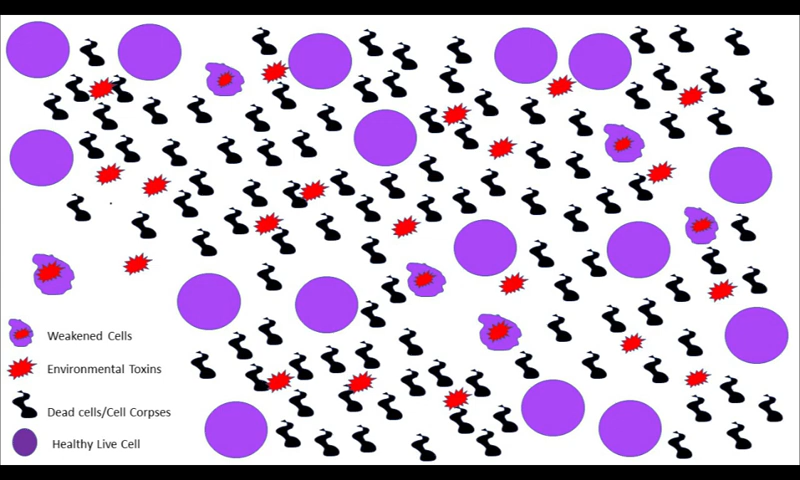 Weakened Cells
Environmental Toxins
Dead cells/Cell Corpses
Healthy Live Cell